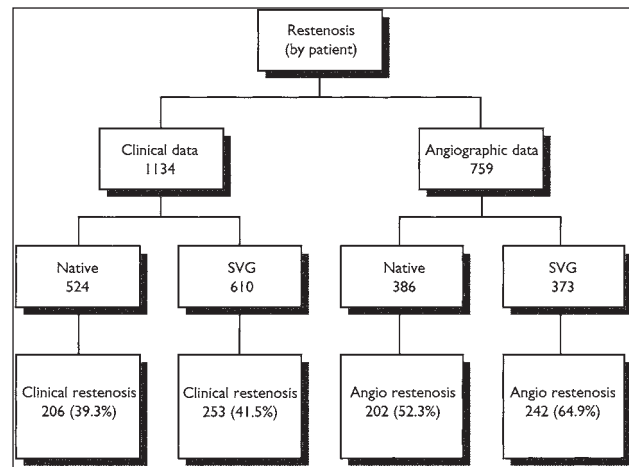 Restenosis
(by patient)
Clinical data
1134
Angiographic data
759
Native
524
SVG
610
Native
386
SVG
373
Clinical restenosis
206 (39.3%)
Clinical restenosis
253 (41.5%)
Angio restenosis
202 (52.3%)
Angio restenosis
242 (64.9%)